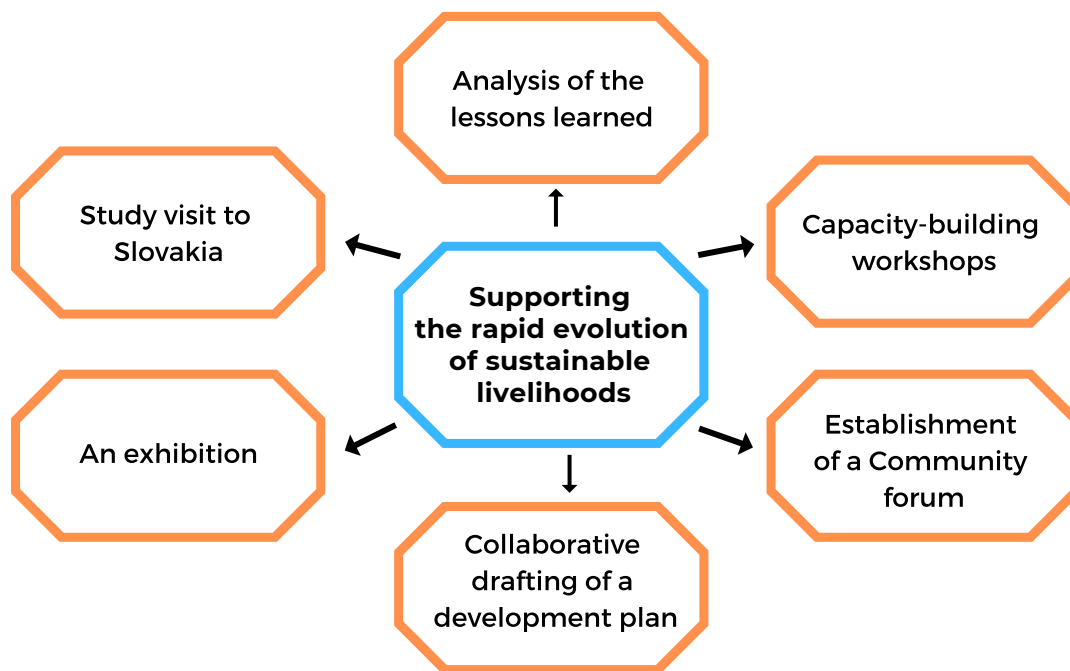 Analysis of the
lessons learned
Study visit to
Slovakia
Capacity-building
workshops
Supporting
the rapid evolution
of sustainable
livelihoods
An exhibition
Establishment
of a Community
forum
Collaborative
drafting of a
development plan